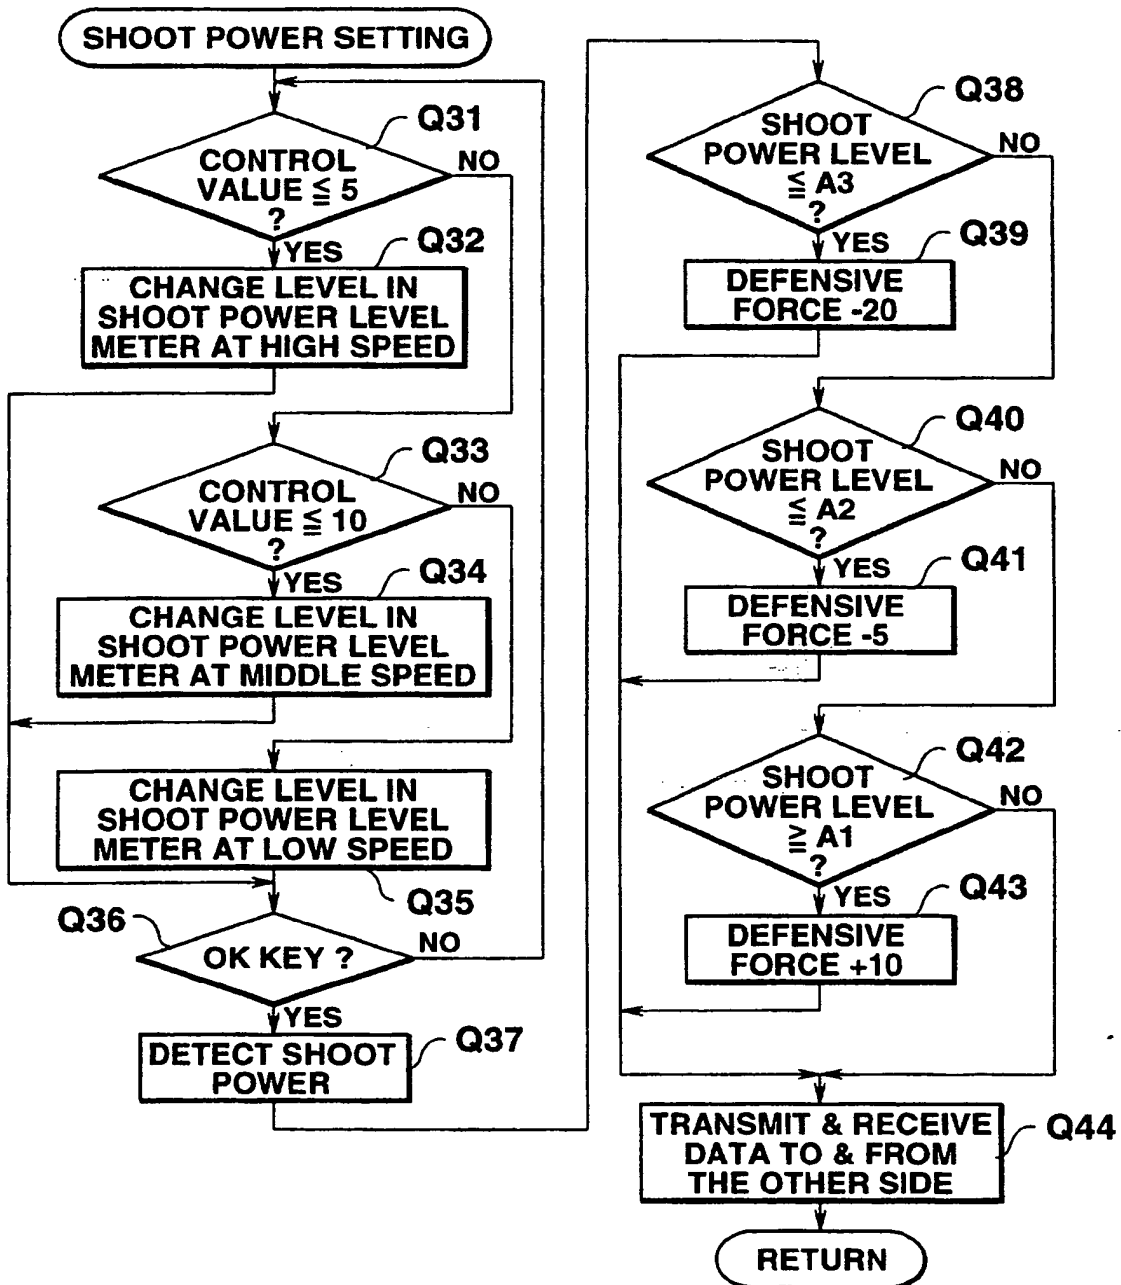 SHOOT POWER SETTING
Q31
CONTROL
VALUE ≦ 5
?
NO
YES
Q32
CHANGE LEVEL IN
SHOOT POWER LEVEL
METER AT HIGH SPEED
Q33
CONTROL
VALUE ≦ 10
?
NO
YES
Q34
CHANGE LEVEL IN
SHOOT POWER LEVEL
METER AT MIDDLE SPEED
CHANGE LEVEL IN
SHOOT POWER LEVEL
METER AT LOW SPEED
Q35
Q36
OK KEY ?
NO
YES
Q37
DETECT SHOOT
POWER
Q38
SHOOT
POWER LEVEL
≦ A3
?
NO
YES
Q39
DEFENSIVE
FORCE -20
Q40
SHOOT
POWER LEVEL
≦ A2
?
NO
YES
Q41
DEFENSIVE
FORCE -5
Q42
SHOOT
POWER LEVEL
≧ A1
?
NO
YES
Q43
DEFENSIVE
FORCE +10
TRANSMIT & RECEIVE
DATA TO & FROM
THE OTHER SIDE
Q44
RETURN